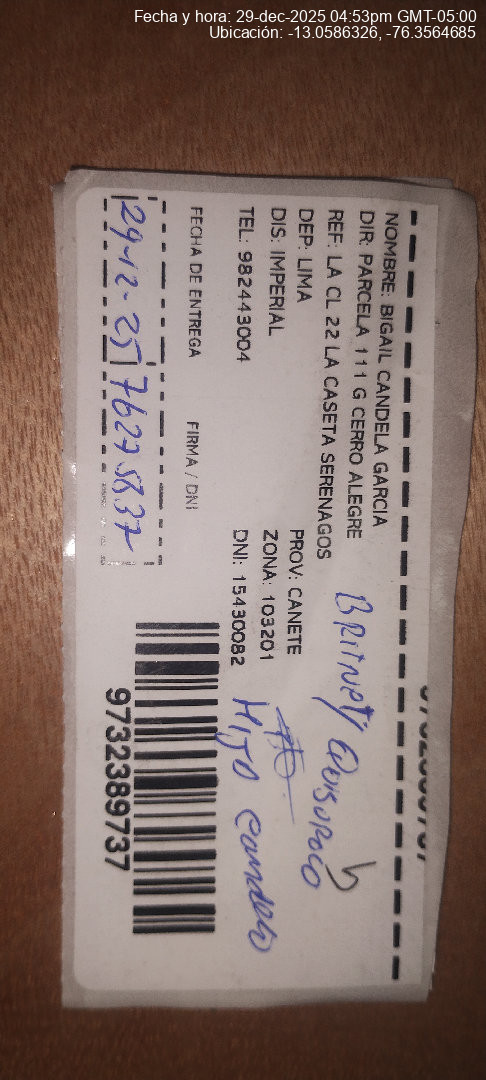 Fecha y hora: 29-dec-2025 04:53pm GMT-05:00
Ubicación: -13.0586326, -76.3564685
NOMBRE: BIGAIL CANDELA GARCIA
DIR: PARCELA 111 G CERRO ALEGRE
REF: LA CL 22 LA CASETA SERENAGOS
DEP: LIMA PROV: CANETE
DIS: IMPERIAL ZONA: 103201
TEL: 982443004 DNI: 15430082
FECHA DE ENTREGA FIRMA / DNI
29-12-25 76275837
9732389737
BRITNEY
HIJO Candela